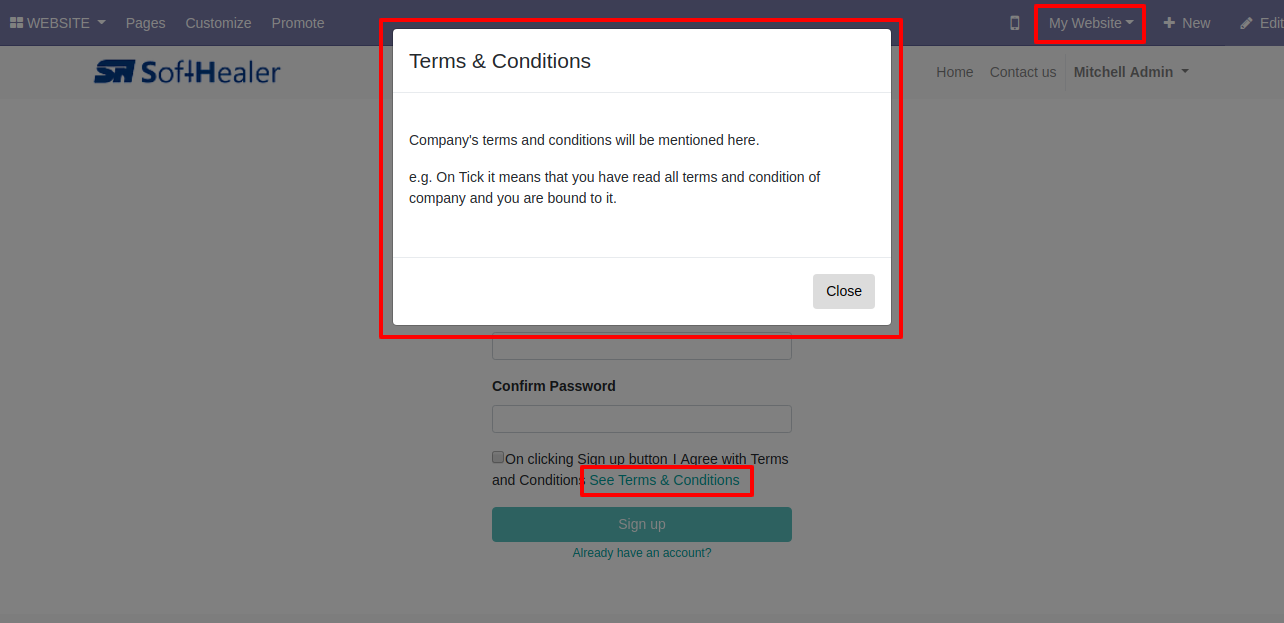 WEBSITE Pages Customize Promote My Website New Edit
SoftHealer Home Contact us Mitchell Admin
Terms & Conditions
Company's terms and conditions will be mentioned here.
e.g. On Tick it means that you have read all terms and condition of
company and you are bound to it.
Close
Confirm Password
On clicking Sign up button I Agree with Terms
and Conditions See Terms & Conditions
Sign up
Already have an account?